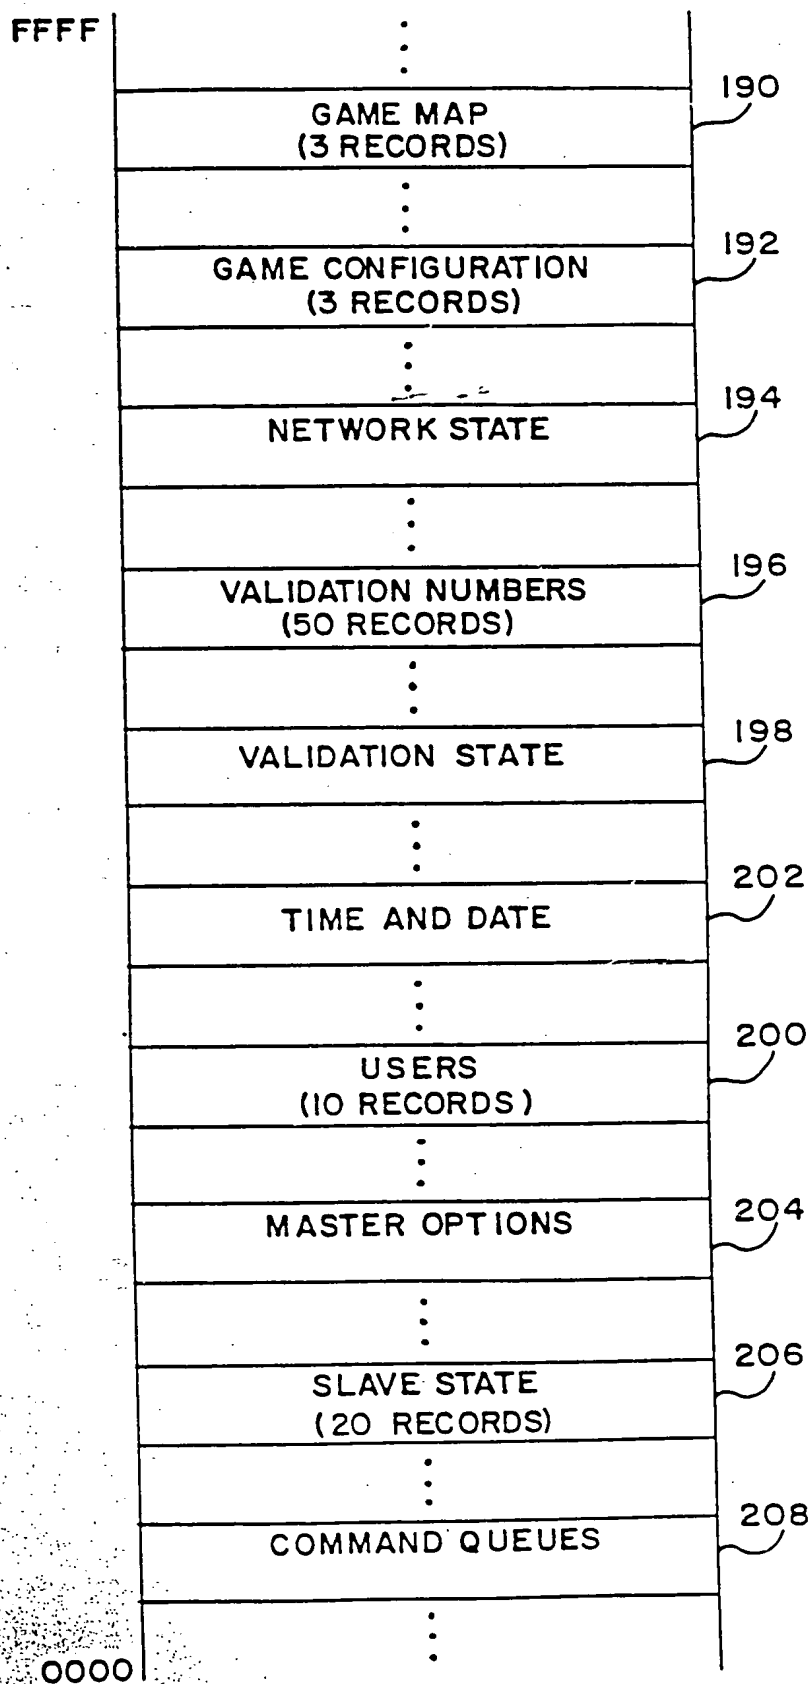 FFFF
190
GAME MAP
(3 RECORDS)
192
GAME CONFIGURATION
(3 RECORDS)
194
NETWORK STATE
196
VALIDATION NUMBERS
(50 RECORDS)
198
VALIDATION STATE
202
TIME AND DATE
200
USERS
(10 RECORDS)
204
MASTER OPTIONS
206
SLAVE STATE
(20 RECORDS)
208
COMMAND QUEUES
0000